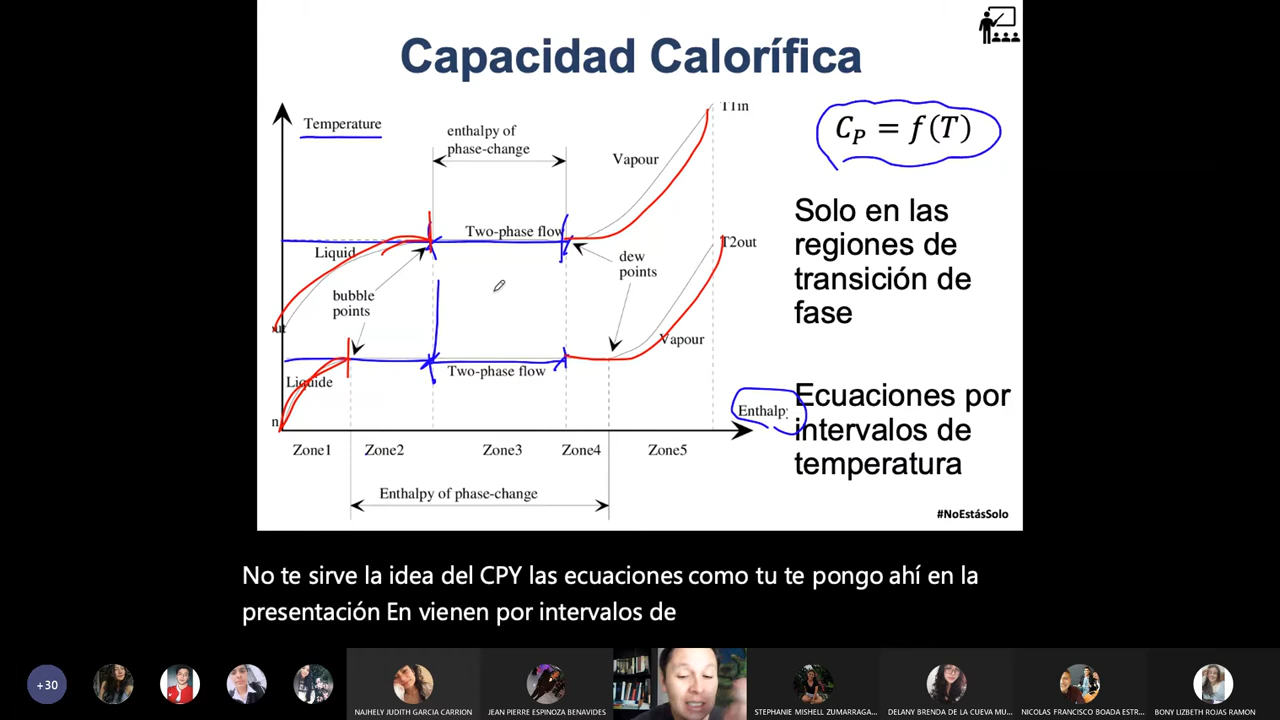 Capacidad Calorífica
Temperature
enthalpy of
phase-change
T1in
Vapour
Two-phase flow
Liquid
dew
points
T2out
bubble
points
Vapour
Two-phase flow
Liquide
Enthalp
Zone1 Zone2 Zone3 Zone4 Zone5
Enthalpy of phase-change
C_P = f(T)
Solo en las
regiones de
transición de
fase
Ecuaciones por
intervalos de
temperatura
#NoEstásSolo
No te sirve la idea del CPY las ecuaciones como tu te pongo ahí en la
presentación En vienen por intervalos de
+30
NAJHELY JUDITH GARCIA CARRION
JEAN PIERRE ESPINOZA BENAVIDES
STEPHANIE MISHELL ZUMARRAGA...
DELANY BRENDA DE LA CUEVA MU...
NICOLAS FRANCISCO BOADA ESTR...
BONY LIZBETH ROJAS RAMON